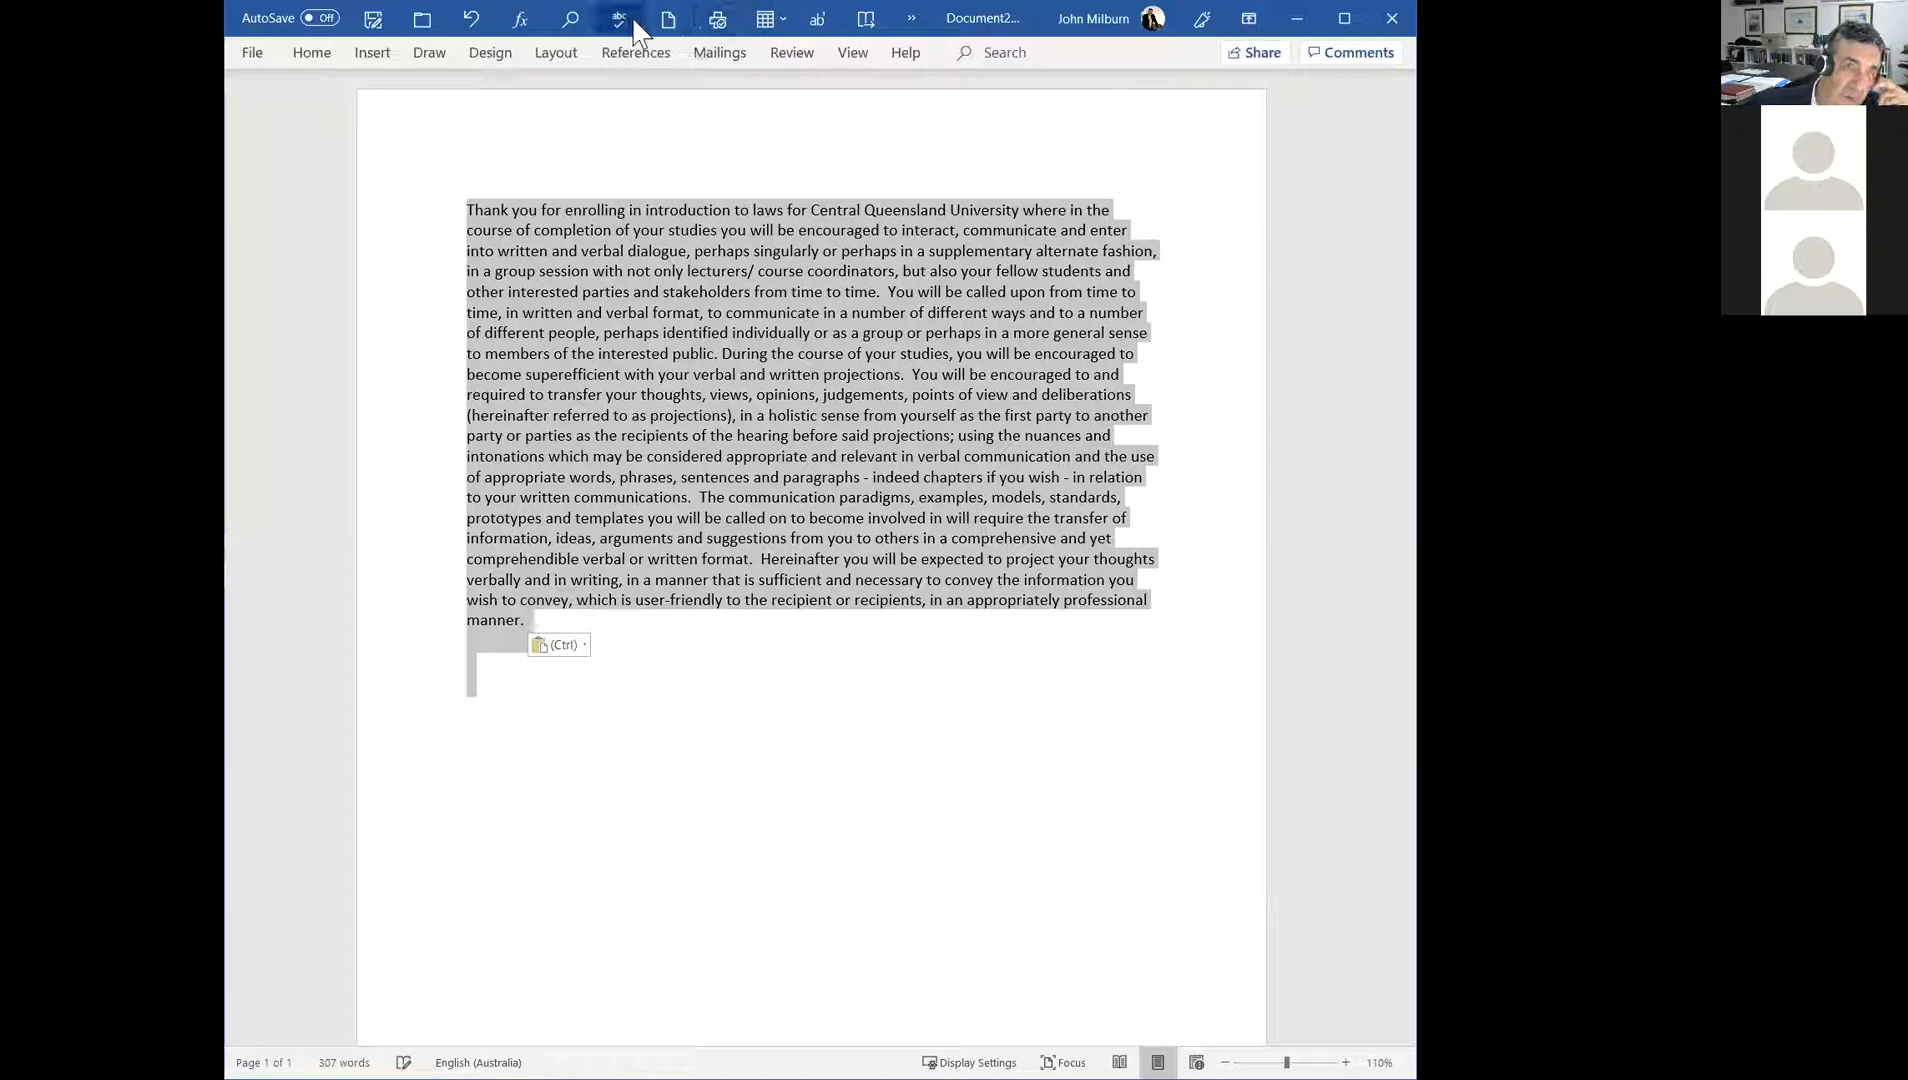 AutoSave Off abc ab Document2... John Milburn
File Home Insert Draw Design Layout References Mailings Review View Help Search Share Comments
Thank you for enrolling in introduction to laws for Central Queensland University where in the
course of completion of your studies you will be encouraged to interact, communicate and enter
into written and verbal dialogue, perhaps singularly or perhaps in a supplementary alternate fashion,
in a group session with not only lecturers/ course coordinators, but also your fellow students and
other interested parties and stakeholders from time to time.  You will be called upon from time to
time, in written and verbal format, to communicate in a number of different ways and to a number
of different people, perhaps identified individually or as a group or perhaps in a more general sense
to members of the interested public. During the course of your studies, you will be encouraged to
become superefficient with your verbal and written projections.  You will be encouraged to and
required to transfer your thoughts, views, opinions, judgements, points of view and deliberations
(hereinafter referred to as projections), in a holistic sense from yourself as the first party to another
party or parties as the recipients of the hearing before said projections; using the nuances and
intonations which may be considered appropriate and relevant in verbal communication and the use
of appropriate words, phrases, sentences and paragraphs - indeed chapters if you wish - in relation
to your written communications.  The communication paradigms, examples, models, standards,
prototypes and templates you will be called on to become involved in will require the transfer of
information, ideas, arguments and suggestions from you to others in a comprehensive and yet
comprehendible verbal or written format.  Hereinafter you will be expected to project your thoughts
verbally and in writing, in a manner that is sufficient and necessary to convey the information you
wish to convey, which is user-friendly to the recipient or recipients, in an appropriately professional
manner.
(Ctrl)
Page 1 of 1 307 words English (Australia) Display Settings Focus 110%